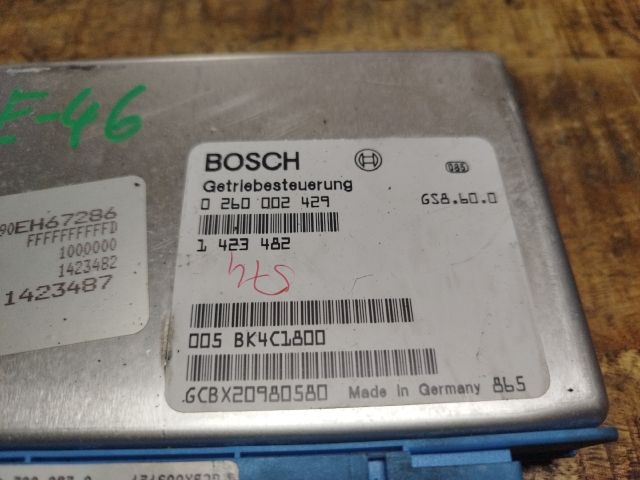 E-46
BOSCH
085
Getriebesteuerung
0 260 002 429
GS8.60.0
1 423 482
90EH67286
FFFFFFFFFFD
1000000
1423482
1423487
005 BK4C1800
GCBX20980580 Made in Germany 865